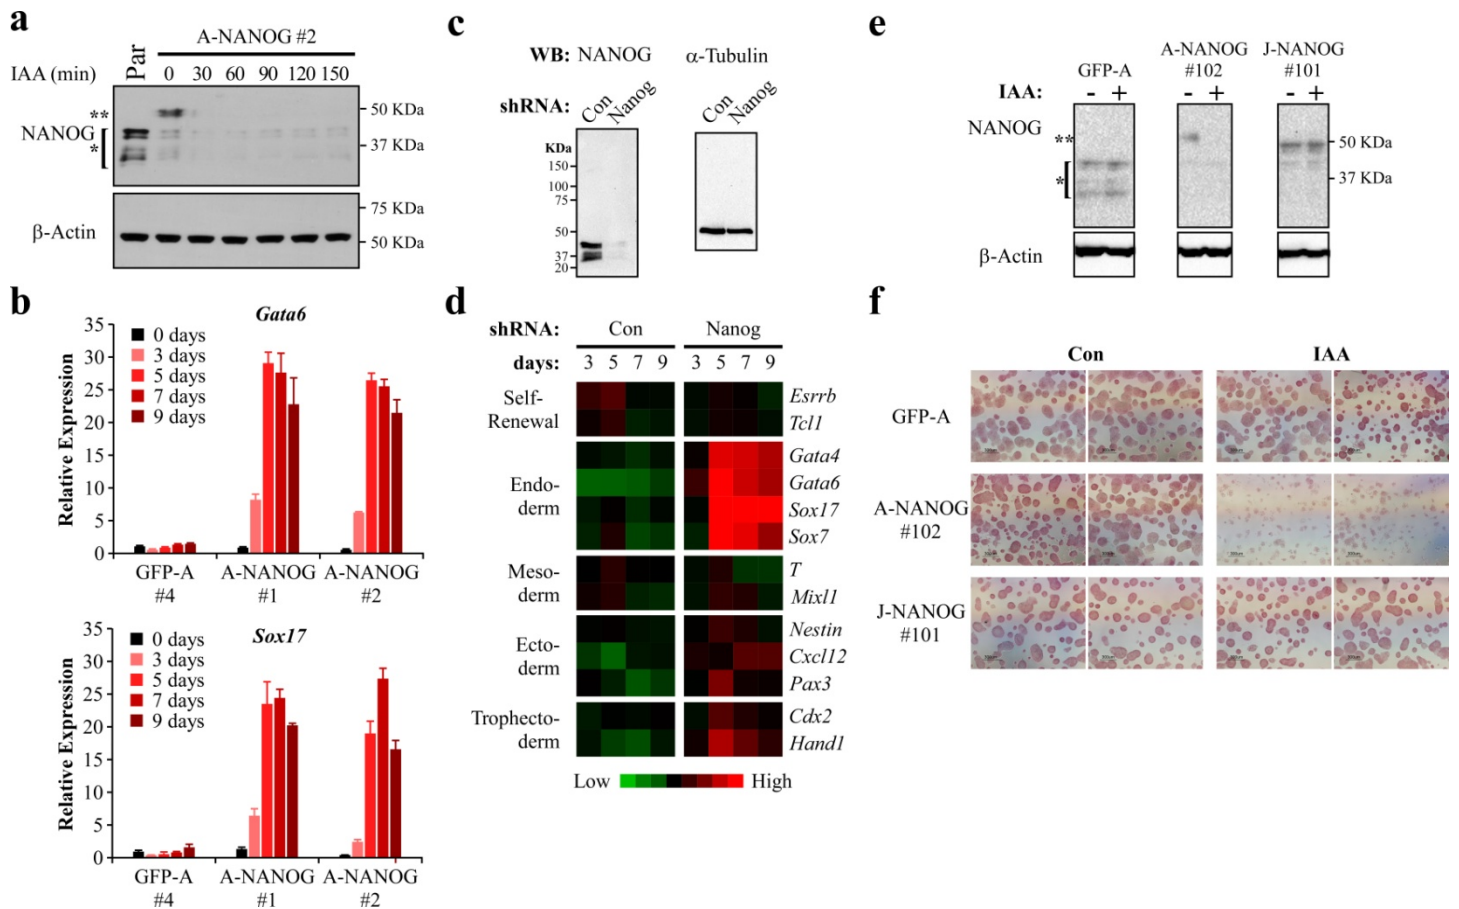 a
A-NANOG #2
Par
IAA (min) 0 30 60 90 120 150
**
NANOG
*
50 KDa
37 KDa
β-Actin
75 KDa
50 KDa
b
Gata6
Relative Expression
35
30
25
20
15
10
5
0
0 days
3 days
5 days
7 days
9 days
GFP-A #4
A-NANOG #1
A-NANOG #2
Sox17
Relative Expression
35
30
25
20
15
10
5
0
0 days
3 days
5 days
7 days
9 days
GFP-A #4
A-NANOG #1
A-NANOG #2
c
WB: NANOG α-Tubulin
shRNA: Con Nanog Con Nanog
KDa
150
100
75
50
37
20
d
shRNA: Con Nanog
days: 3 5 7 9 3 5 7 9
Self-
Renewal
Esrrb
Tcl1
Endo-
derm
Gata4
Gata6
Sox17
Sox7
Meso-
derm
T
Mixl1
Ecto-
derm
Nestin
Cxcl12
Pax3
Trophecto-
derm
Cdx2
Hand1
Low High
e
GFP-A
A-NANOG
#102
J-NANOG
#101
IAA: - + - + - +
NANOG
**
*
50 KDa
37 KDa
β-Actin
f
Con IAA
GFP-A
A-NANOG
#102
J-NANOG
#101